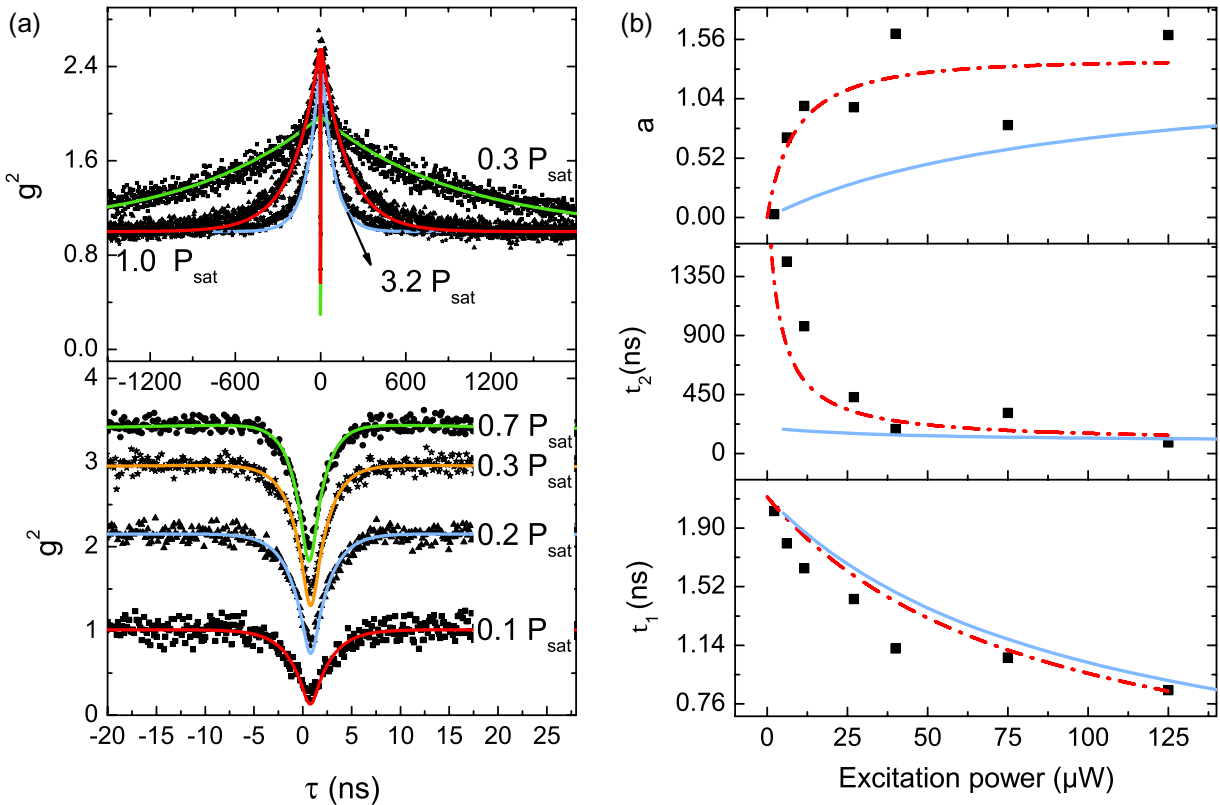 (a)
g²
2.4
1.6
0.8
0.0
0.3 P_sat
1.0 P_sat
3.2 P_sat
-1200 -600 0 600 1200
g²
4
3
2
1
0
0.7 P_sat
0.3 P_sat
0.2 P_sat
0.1 P_sat
-20 -15 -10 -5 0 5 10 15 20 25
τ (ns)
(b)
a
1.56
1.04
0.52
0.00
t₂(ns)
1350
900
450
0
t₁(ns)
1.90
1.52
1.14
0.76
0 25 50 75 100 125
Excitation power (µW)